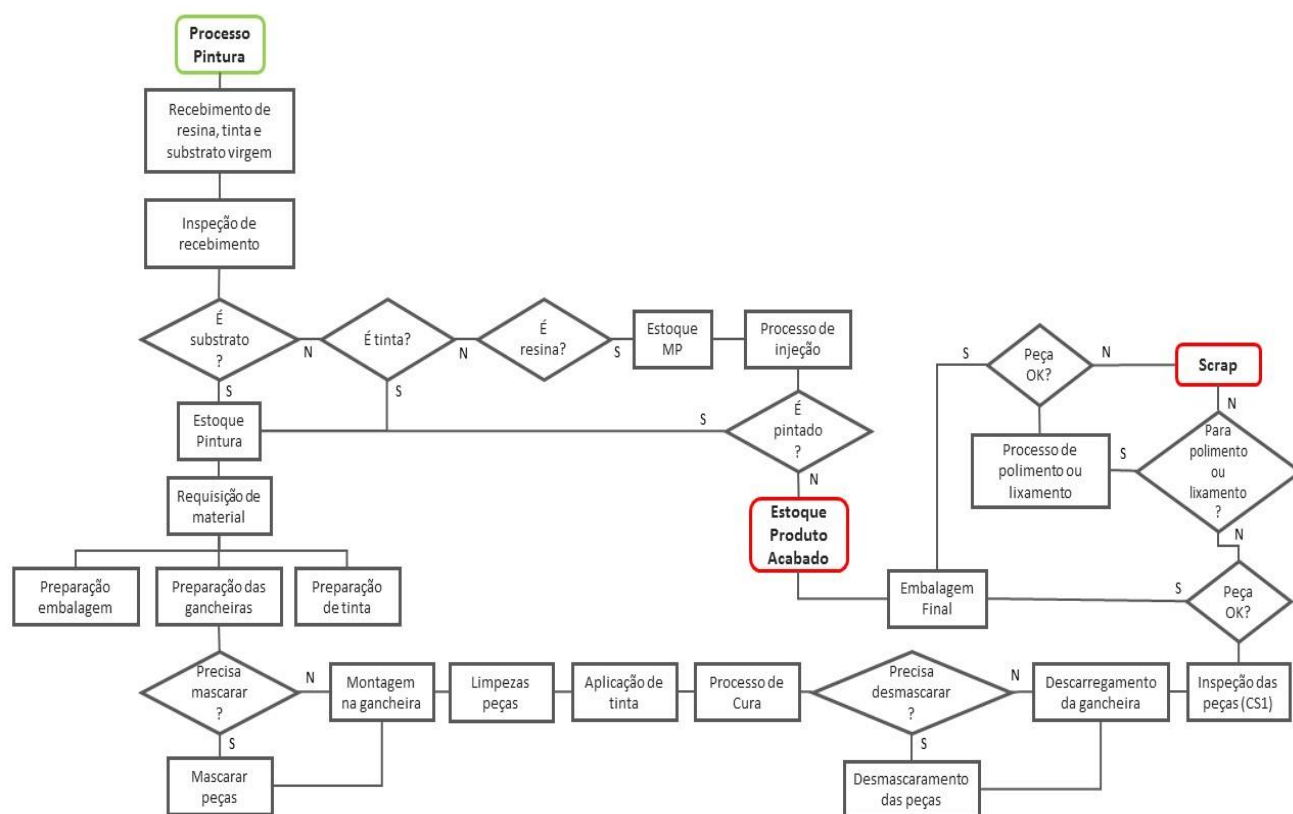 Processo
Pintura
Recebimento de
resina, tinta e
substrato virgem
Inspeção de
recebimento
É
substrato
?
N
S
É tinta?
N
S
É
resina?
S
Estoque
MP
Processo de
injeção
É
pintado
?
S
N
Estoque
Pintura
Requisição de
material
Preparação
embalagem
Preparação das
gancheiras
Preparação
de tinta
Estoque
Produto
Acabado
Precisa
mascarar
?
N
S
Mascarar
peças
Montagem
na gancheira
Limpezas
peças
Aplicação de
tinta
Processo de
Cura
Precisa
desmascarar
?
N
S
Desmascaramento
das peças
Descarregamento
da gancheira
Inspeção das
peças (CS1)
Peça
OK?
S
N
Embalagem
Final
Para
polimento
ou
lixamento
?
S
N
Processo de
polimento ou
lixamento
Peça
OK?
S
N
Scrap